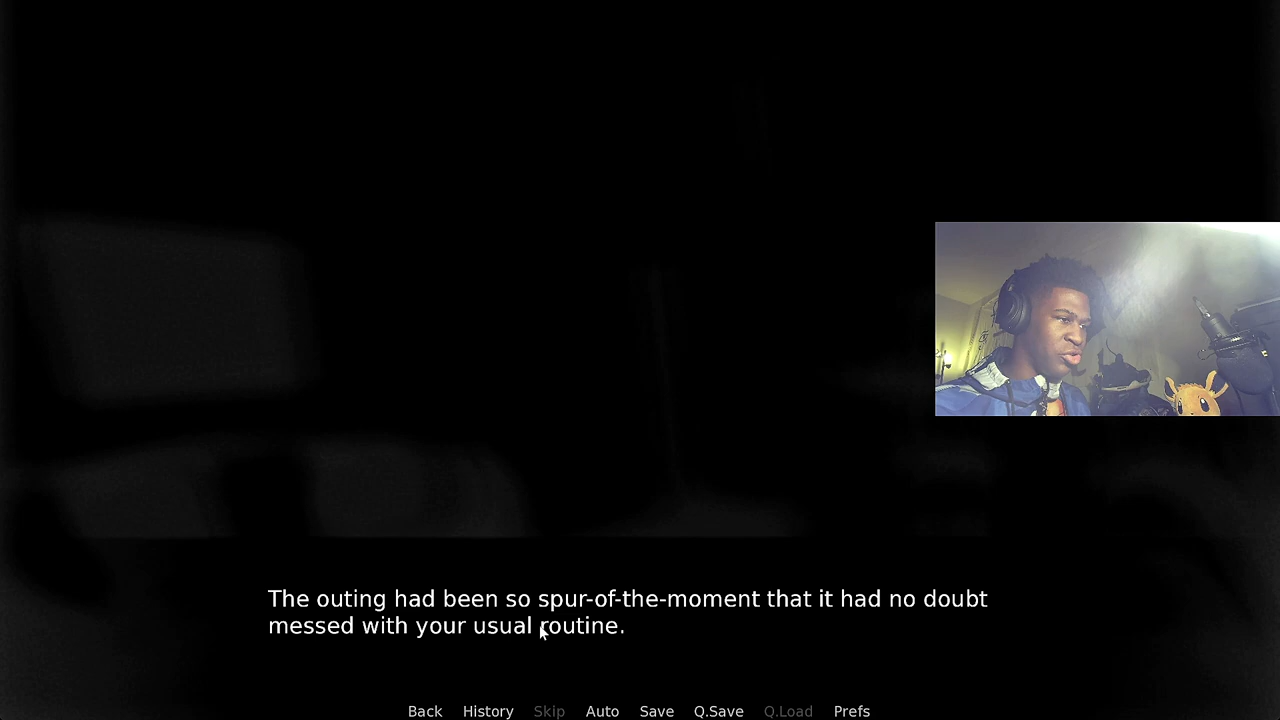 The outing had been so spur-of-the-moment that it had no doubt
messed with your usual routine.
Back History Skip Auto Save Q.Save Q.Load Prefs